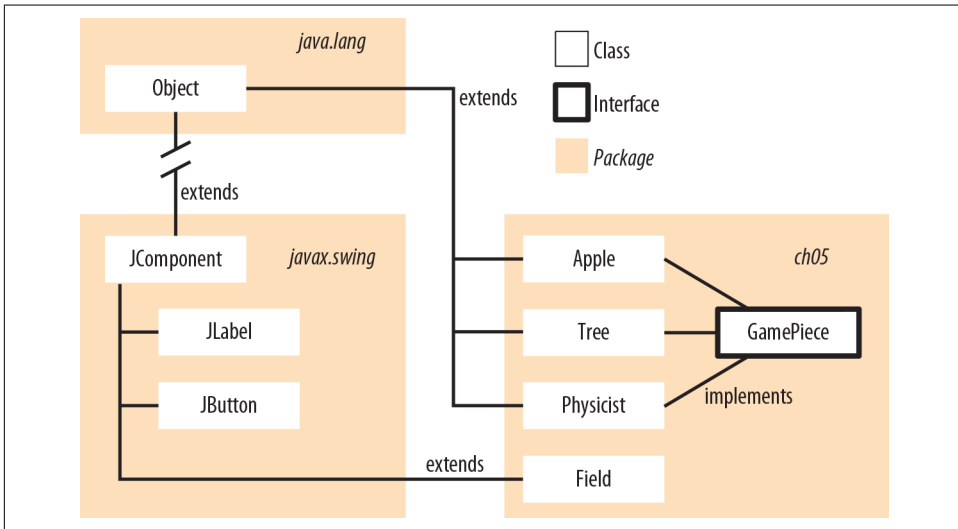 java.lang
Object
extends
Class
Interface
Package
extends
JComponent
javax.swing
JLabel
JButton
extends
ch05
Apple
Tree
GamePiece
Physicist
implements
Field